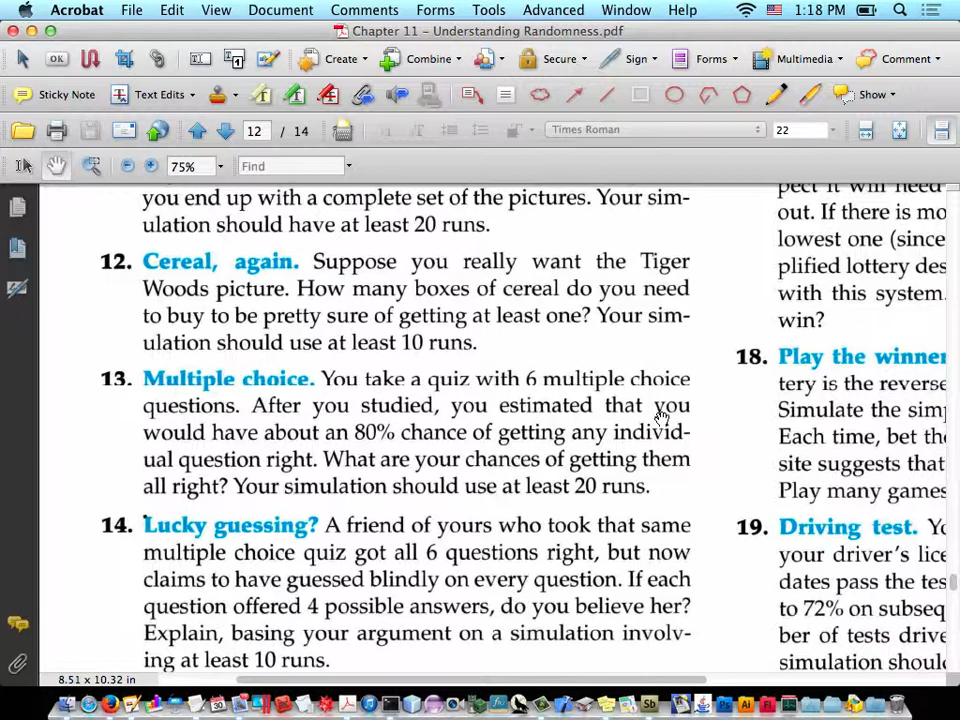 Acrobat File Edit View Document Comments Forms Tools Advanced Window Help 1:18 PM
Chapter 11 – Understanding Randomness.pdf
OK Create Combine Secure Sign Forms Multimedia Comment
Sticky Note Text Edits Show
12 / 14 Times Roman 22
75% Find
you end up with a complete set of the pictures. Your sim-
ulation should have at least 20 runs.
12. Cereal, again. Suppose you really want the Tiger
Woods picture. How many boxes of cereal do you need
to buy to be pretty sure of getting at least one? Your sim-
ulation should use at least 10 runs.
13. Multiple choice. You take a quiz with 6 multiple choice
questions. After you studied, you estimated that you
would have about an 80% chance of getting any individ-
ual question right. What are your chances of getting them
all right? Your simulation should use at least 20 runs.
14. Lucky guessing? A friend of yours who took that same
multiple choice quiz got all 6 questions right, but now
claims to have guessed blindly on every question. If each
question offered 4 possible answers, do you believe her?
Explain, basing your argument on a simulation involv-
ing at least 10 runs.
pect it will need
out. If there is mo
lowest one (since
plified lottery des
with this system.
win?
18. Play the winner
tery is the reverse
Simulate the sim
Each time, bet the
site suggests that
Play many games
19. Driving test. Yo
your driver's lice
dates pass the tes
to 72% on subseq
ber of tests drive
simulation shoul
8.51 x 10.32 in